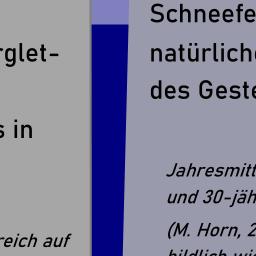 rglet-
s in
reich auf
Schneefe
natürliche
des Geste
Jahresmitt
und 30-jäh
(M. Horn, 2
bildlich wi